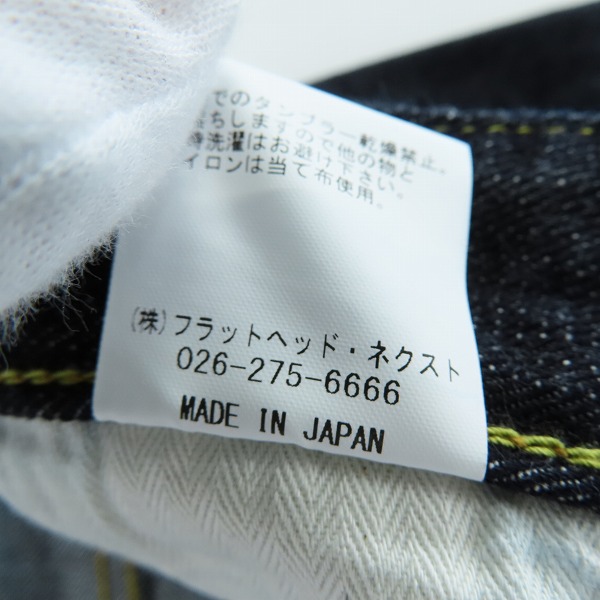 でのタンブラー乾燥禁止。
落ちしますので他の物と
時洗濯はお避け下さい。
イロンは当て布使用。
(株)フラットヘッド・ネクスト
026-275-6666
MADE IN JAPAN